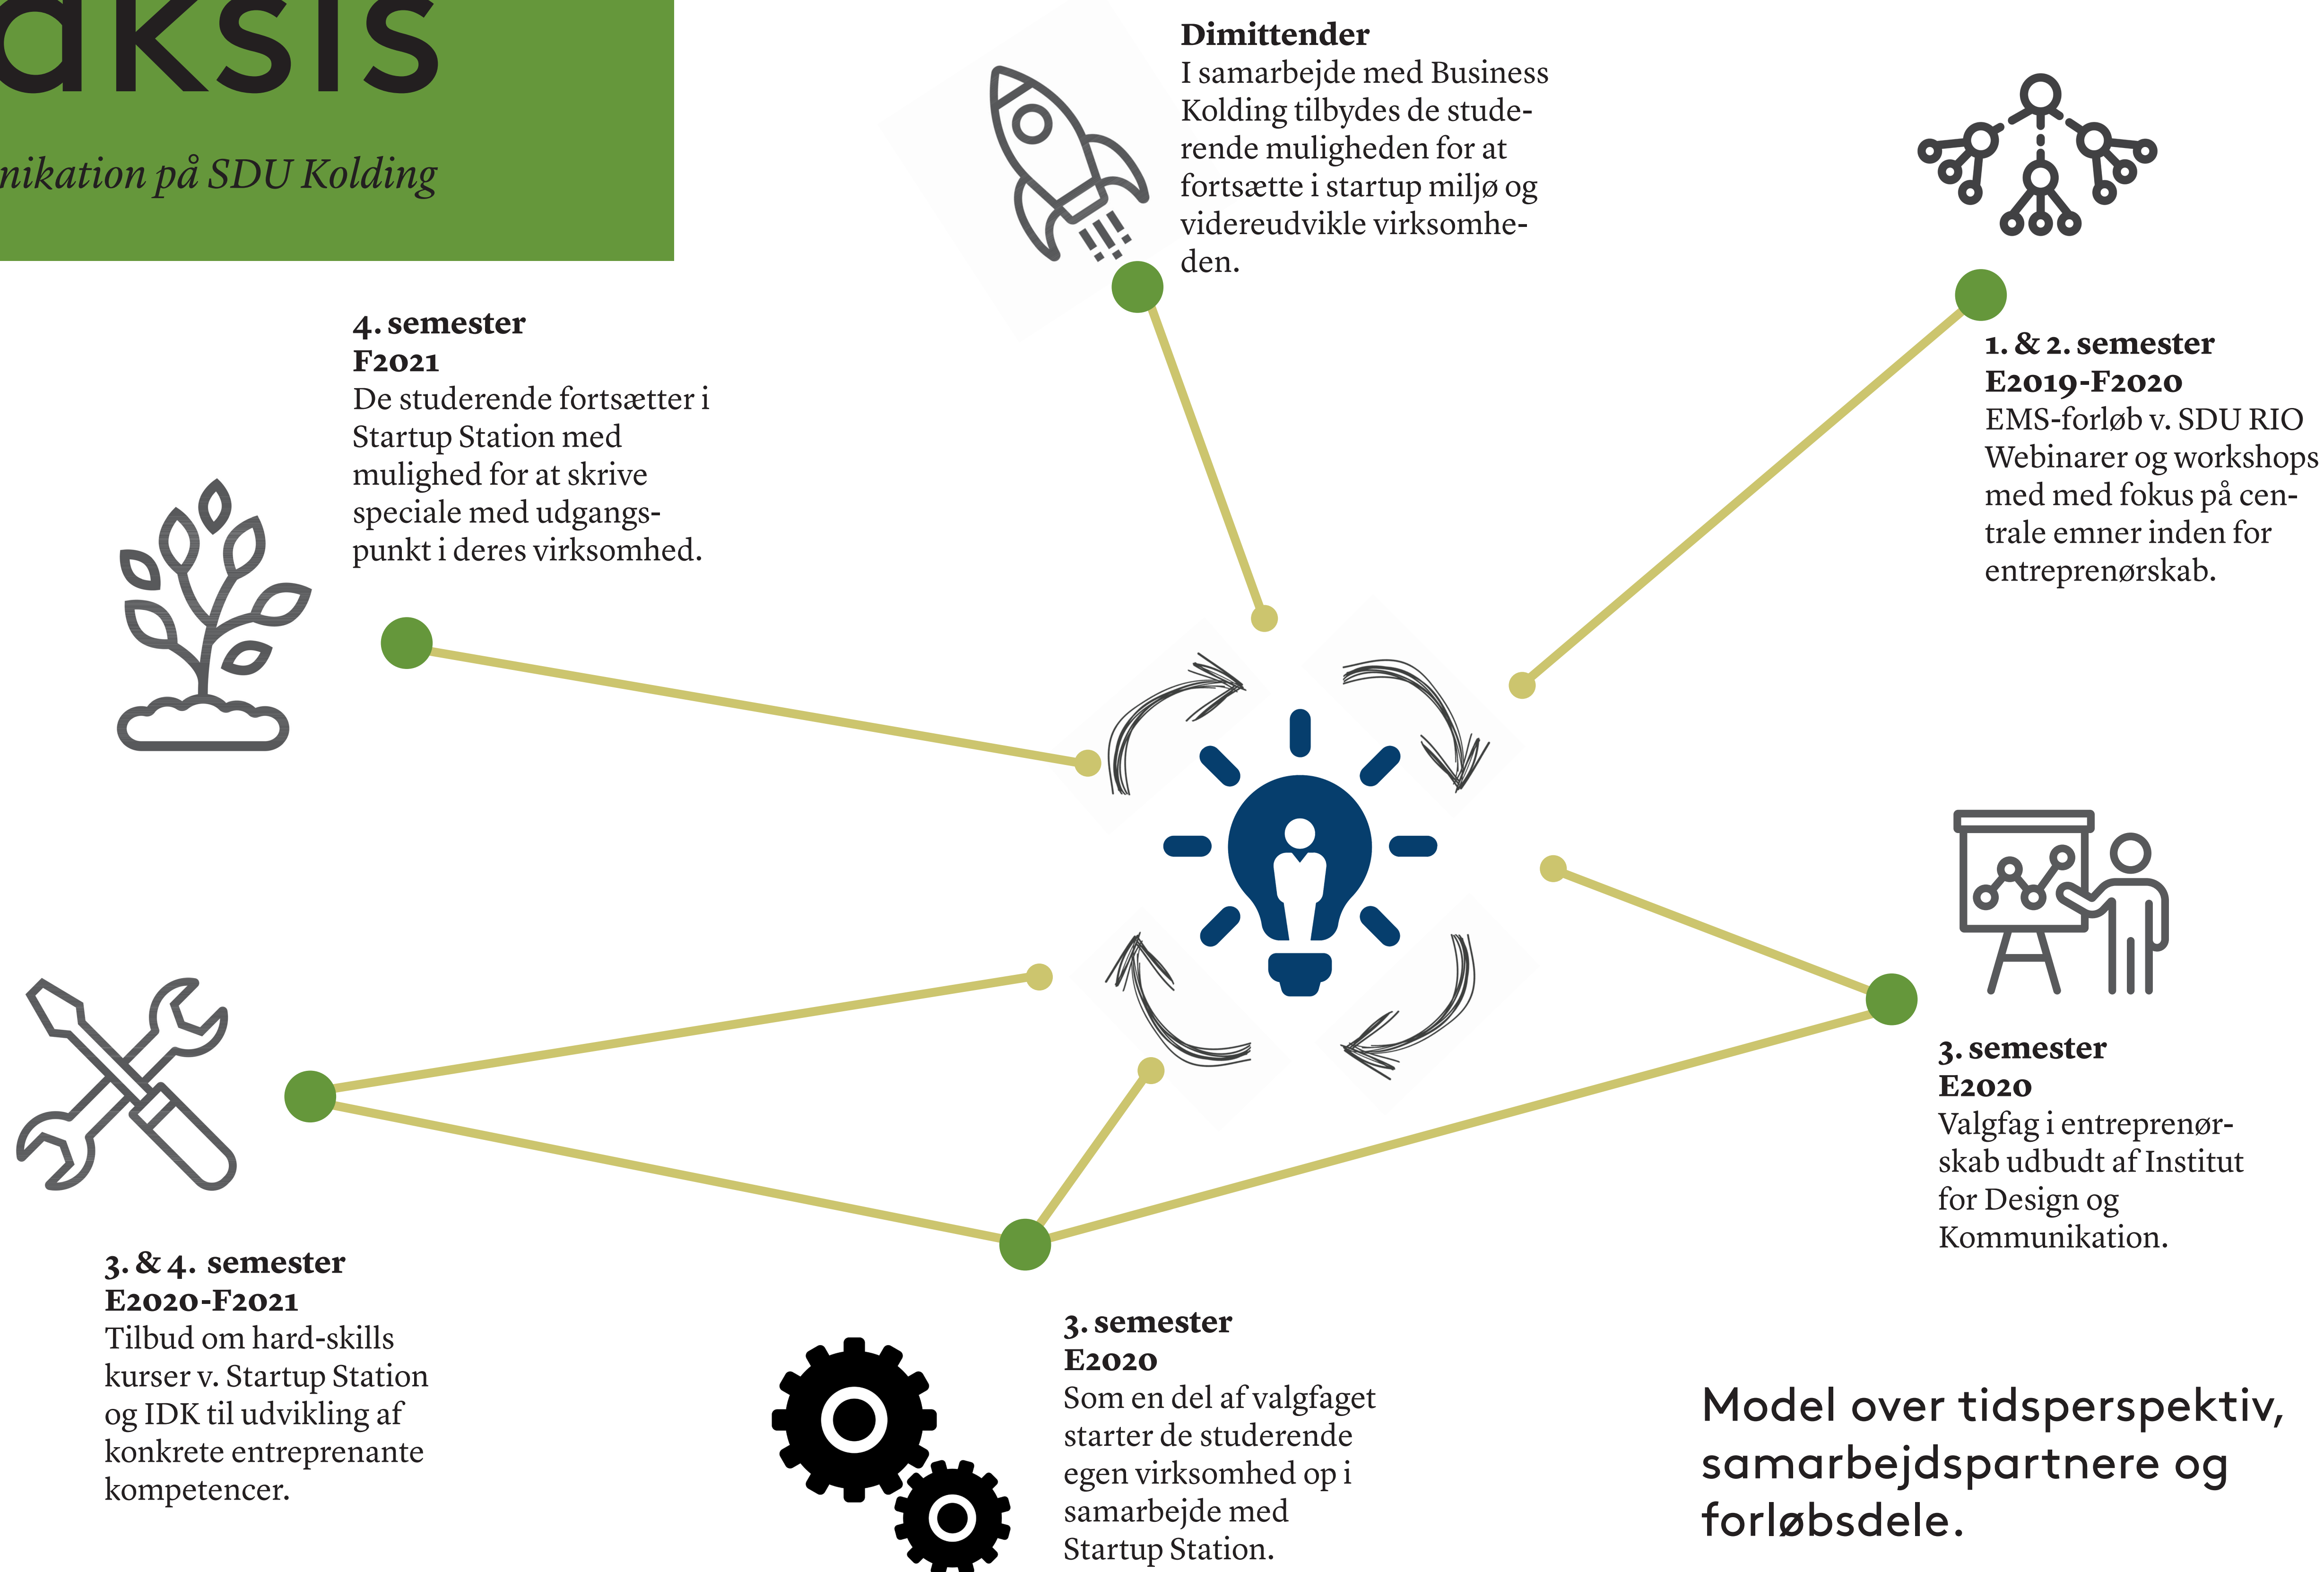 aksis
nikation på SDU Kolding
Dimittender
I samarbejde med Business
Kolding tilbydes de stude-
rende muligheden for at
fortsætte i startup miljø og
videreudvikle virksomhe-
den.
1. & 2. semester
E2019-F2020
EMS-forløb v. SDU RIO
Webinarer og workshops
med med fokus på cen-
trale emner inden for
entreprenørskab.
4. semester
F2021
De studerende fortsætter i
Startup Station med
mulighed for at skrive
speciale med udgangs-
punkt i deres virksomhed.
3. semester
E2020
Valgfag i entreprenør-
skab udbudt af Institut
for Design og
Kommunikation.
3. & 4. semester
E2020-F2021
Tilbud om hard-skills
kurser v. Startup Station
og IDK til udvikling af
konkrete entreprenante
kompetencer.
3. semester
E2020
Som en del af valgfaget
starter de studerende
egen virksomhed op i
samarbejde med
Startup Station.
Model over tidsperspektiv,
samarbejdspartnere og
forløbsdele.